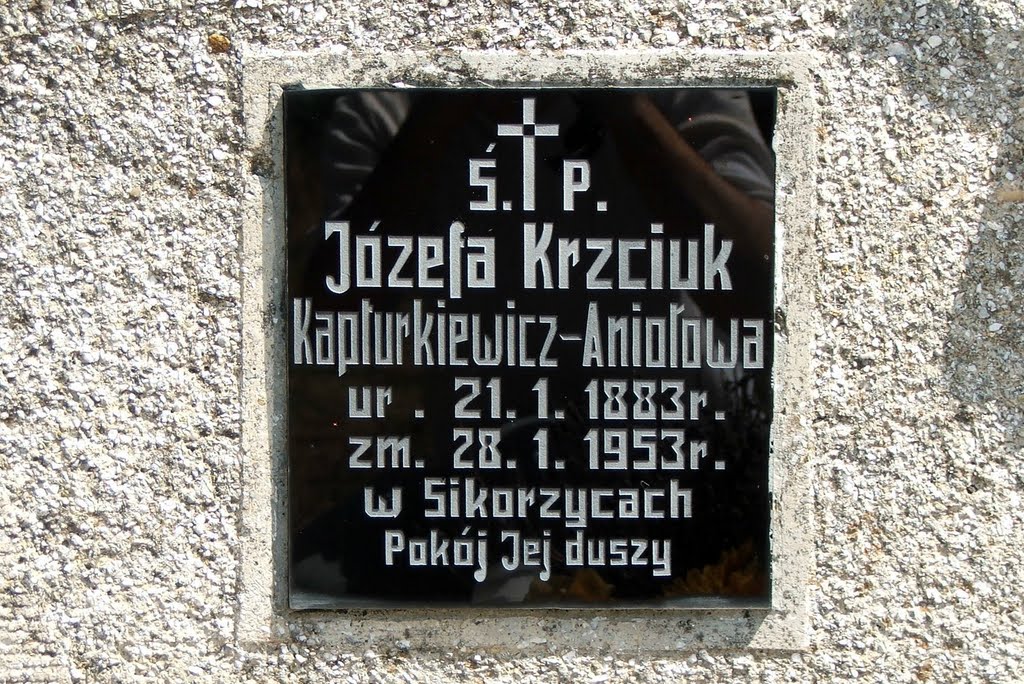 Ś. P.
Józefa Krzciuk
Kapturkiewicz-Aniołowa
ur. 21. 1. 1883r.
zm. 28. 1. 1953r.
w Sikorzycach
Pokój Jej duszy